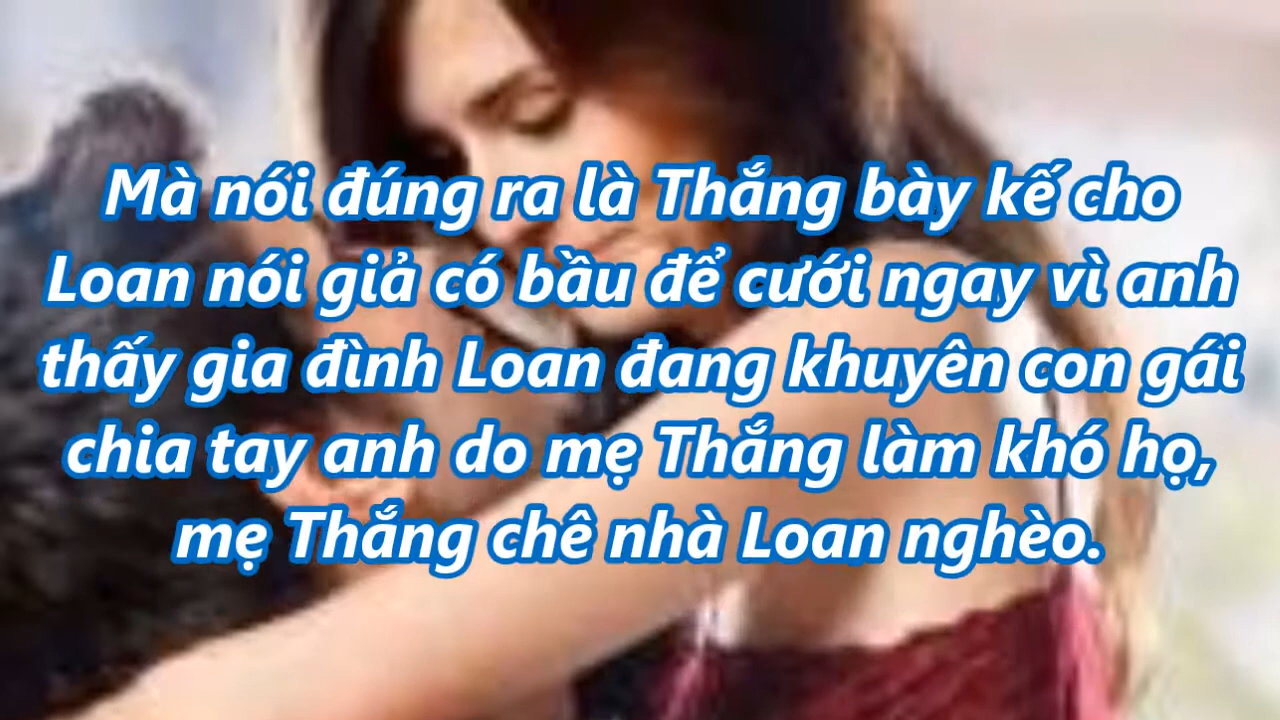 Mà nói đúng ra là Thắng bày kế cho
Loan nói giả có bầu để cưới ngay vì anh
thấy gia đình Loan đang khuyên con gái
chia tay anh do mẹ Thắng làm khó họ,
mẹ Thắng chê nhà Loan nghèo.